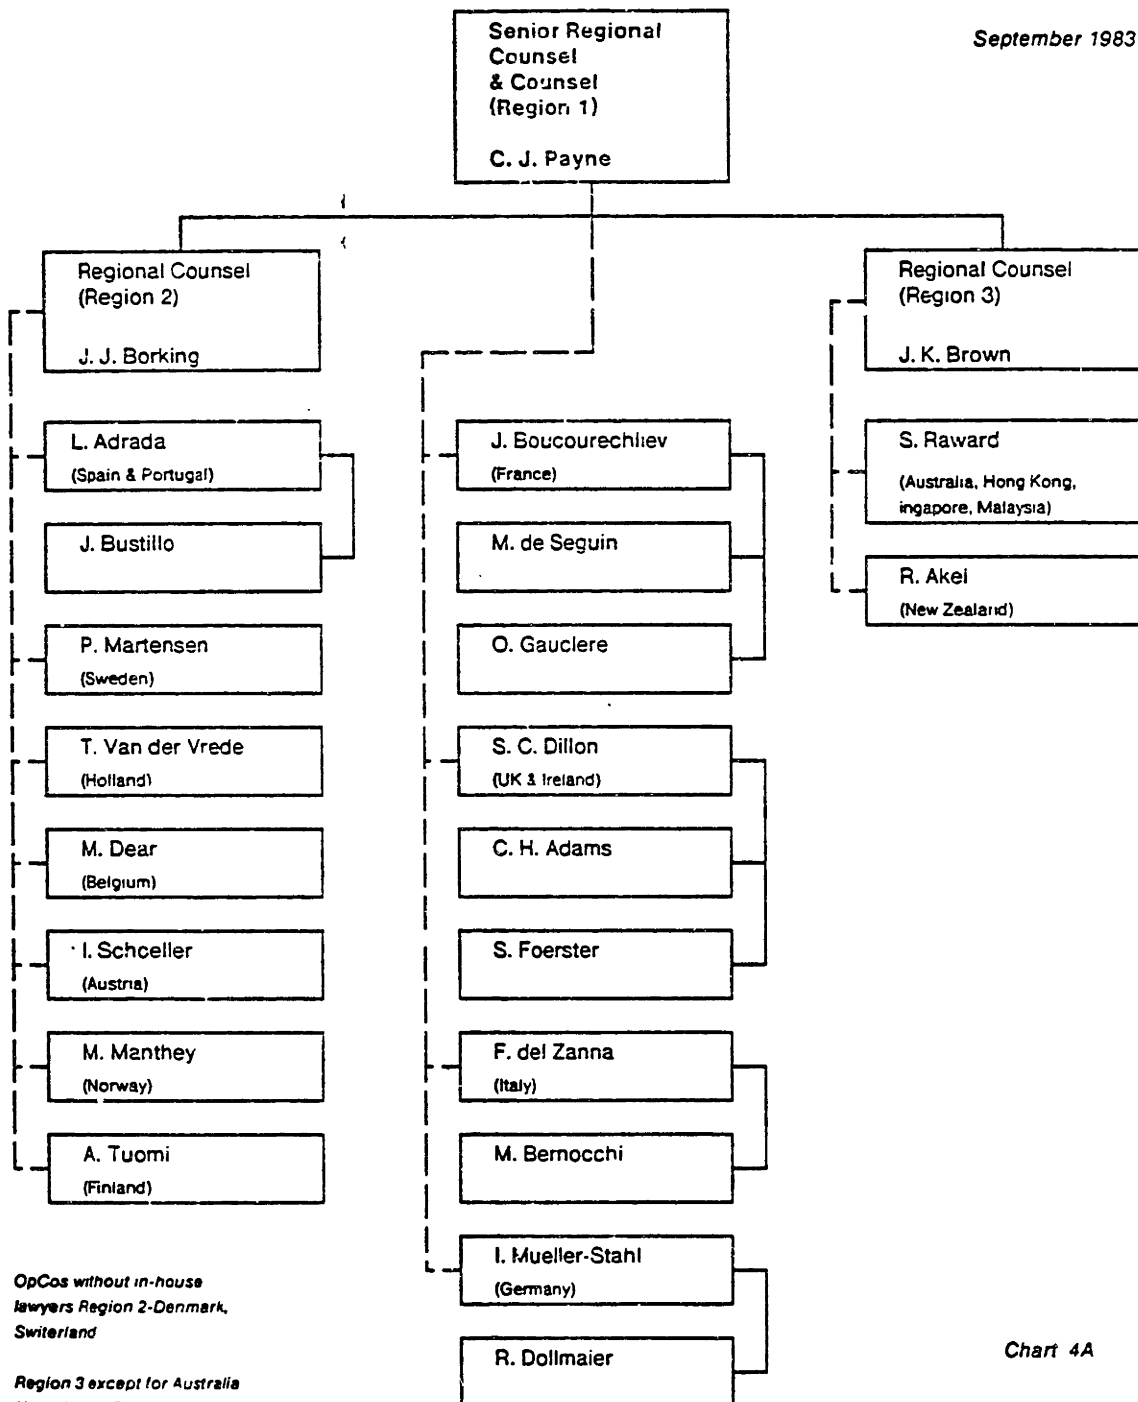 Senior Regional
Counsel
& Counsel
(Region 1)
C. J. Payne
September 1983
Regional Counsel
(Region 2)
J. J. Borking
Regional Counsel
(Region 3)
J. K. Brown
L. Adrada
(Spain & Portugal)
J. Bustillo
P. Martensen
(Sweden)
T. Van der Vrede
(Holland)
M. Dear
(Belgium)
I. Schceller
(Austria)
M. Manthey
(Norway)
A. Tuomi
(Finland)
J. Boucourechliev
(France)
M. de Seguin
O. Gauclere
S. C. Dillon
(UK & Ireland)
C. H. Adams
S. Foerster
F. del Zanna
(Italy)
M. Bernocchi
I. Mueller-Stahl
(Germany)
R. Dollmaier
S. Raward
(Australia, Hong Kong,
ingapore, Malaysia)
R. Akel
(New Zealand)
OpCos without in-house
lawyers Region 2-Denmark,
Switerland
Region 3 except for Australia
Chart 4A